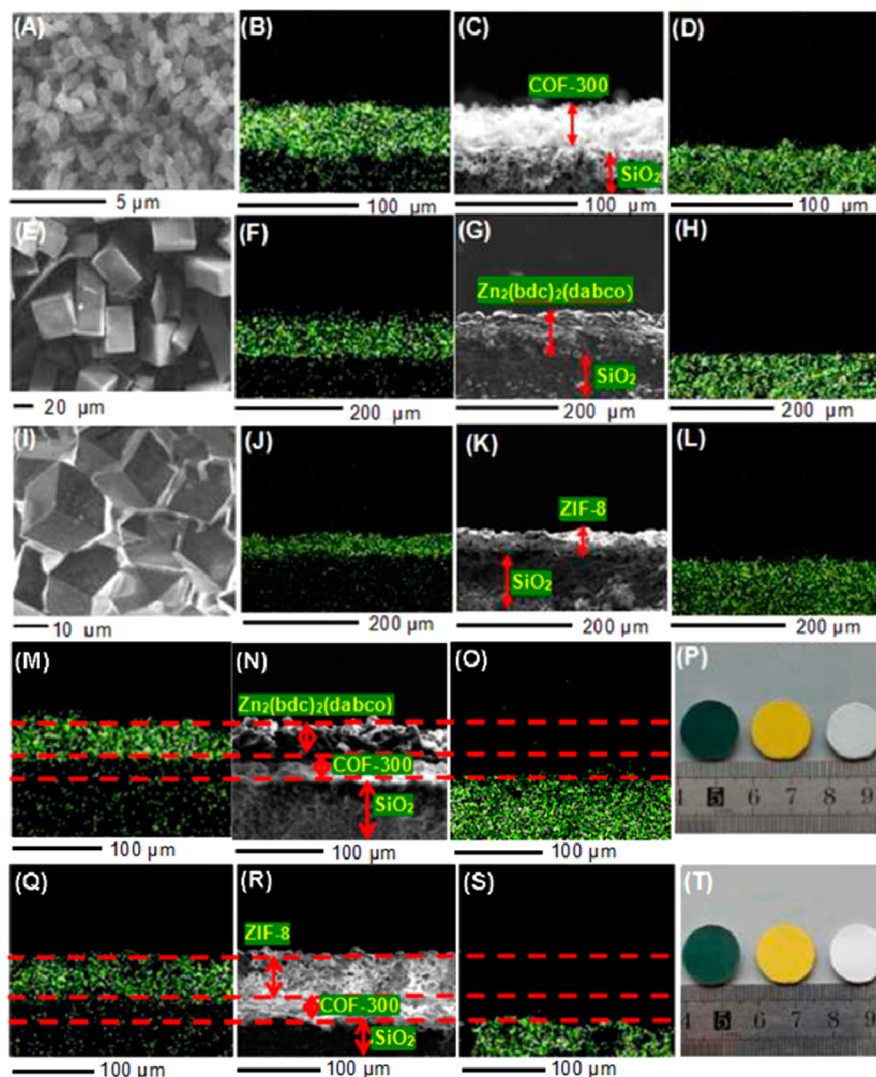 (A) (B) (C) (D)
COF-300
SiO₂
5 μm 100 μm 100 μm 100 μm
(E) (F) (G) (H)
Zn₂(bdc)₂(dabco)
SiO₂
20 μm 200 μm 200 μm 200 μm
(I) (J) (K) (L)
ZIF-8
SiO₂
10 um 200 μm 200 μm 200 μm
(M) (N) (O) (P)
Zn₂(bdc)₂(dabco)
COF-300
SiO₂
4 5 6 7 8 9
100 μm 100 μm 100 μm
(Q) (R) (S) (T)
ZIF-8
COF-300
SiO₂
4 5 6 7 8 9
100 μm 100 μm 100 μm